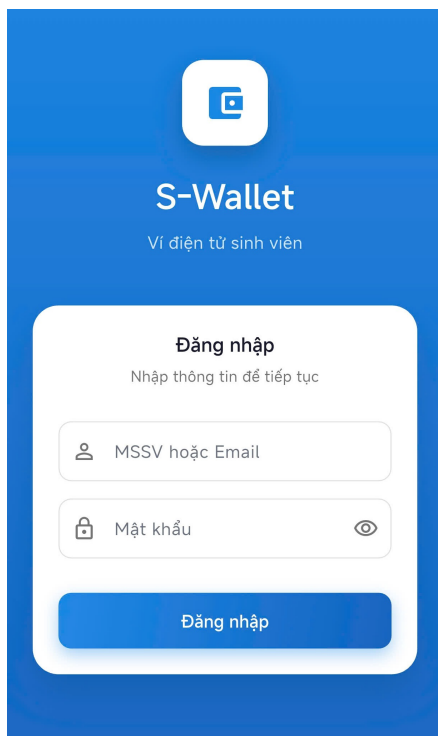 S-Wallet
Ví điện tử sinh viên
Đăng nhập
Nhập thông tin để tiếp tục
MSSV hoặc Email
Mật khẩu
Đăng nhập